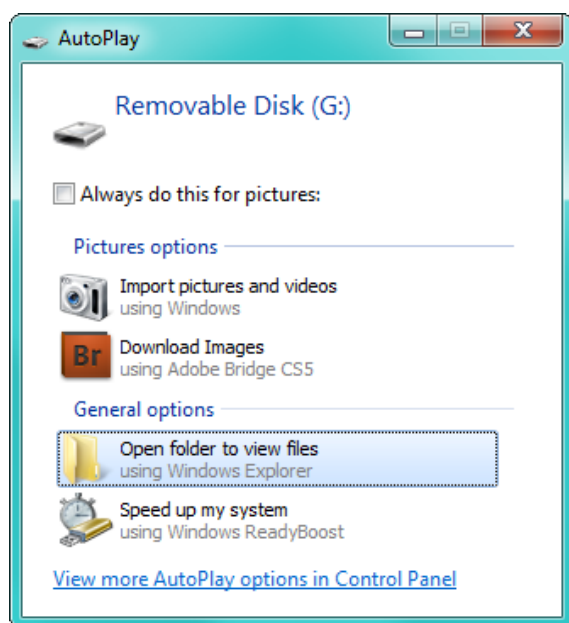 AutoPlay
Removable Disk (G:)
Always do this for pictures:
Pictures options
Import pictures and videos
using Windows
Br
Download Images
using Adobe Bridge CS5
General options
Open folder to view files
using Windows Explorer
Speed up my system
using Windows ReadyBoost
View more AutoPlay options in Control Panel